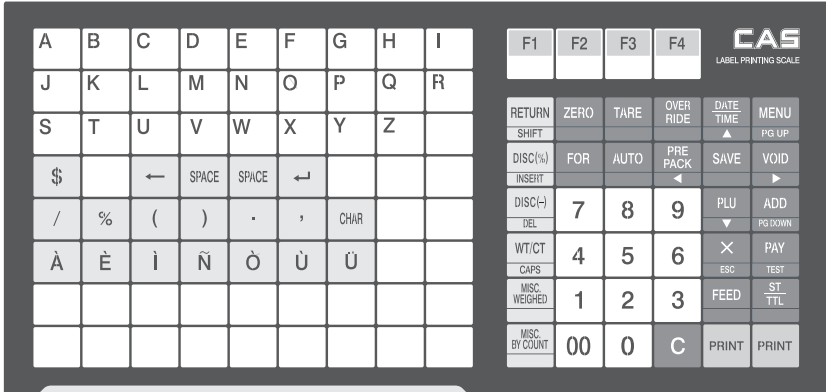 A B C D E F G H I
J K L M N O P Q R
S T U V W X Y Z
$ ← SPACE SPACE ↵
/ % ( ) · , CHAR
À È Ì Ñ Ò Ù Ü
F1 F2 F3 F4
CAS
LABEL PRINTING SCALE
RETURN ZERO TARE OVER RIDE DATE TIME MENU
SHIFT ▲ PG UP
DISC(%) FOR AUTO PRE PACK SAVE VOID
INSERT ◀ ▶
DISC(−) 7 8 9 PLU ADD
DEL ▼ PG DOWN
WT/CT 4 5 6 × PAY
CAPS ESC TEST
MISC. WEIGHED 1 2 3 FEED ST TTL
MISC. BY COUNT 00 0 C PRINT PRINT